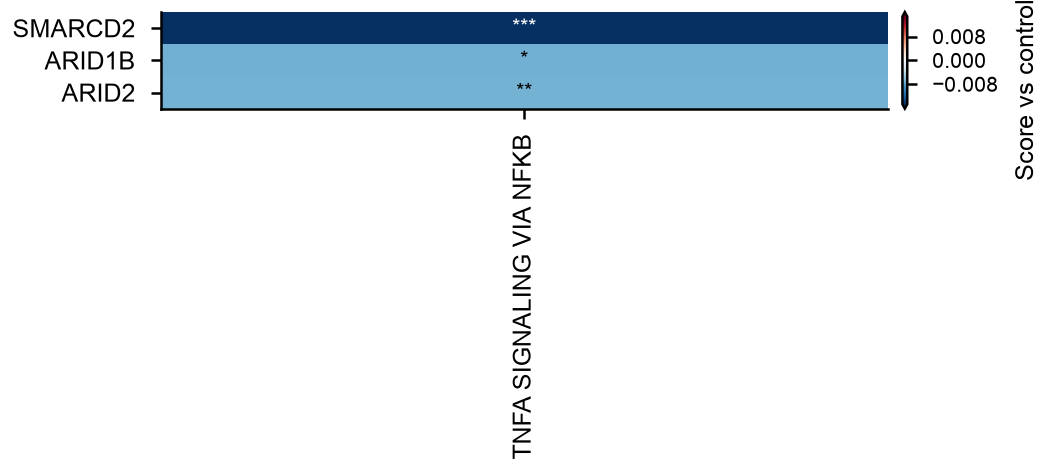 SMARCD2
***
ARID1B
*
ARID2
**
0.008
0.000
−0.008
Score vs control
TNFA SIGNALING VIA NFKB